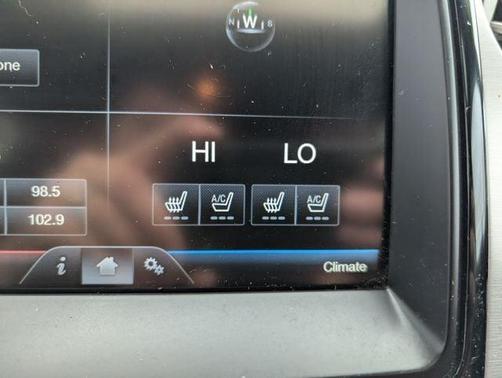 N W S
one
HI LO
98.5
A/C A/C
102.9
i
Climate